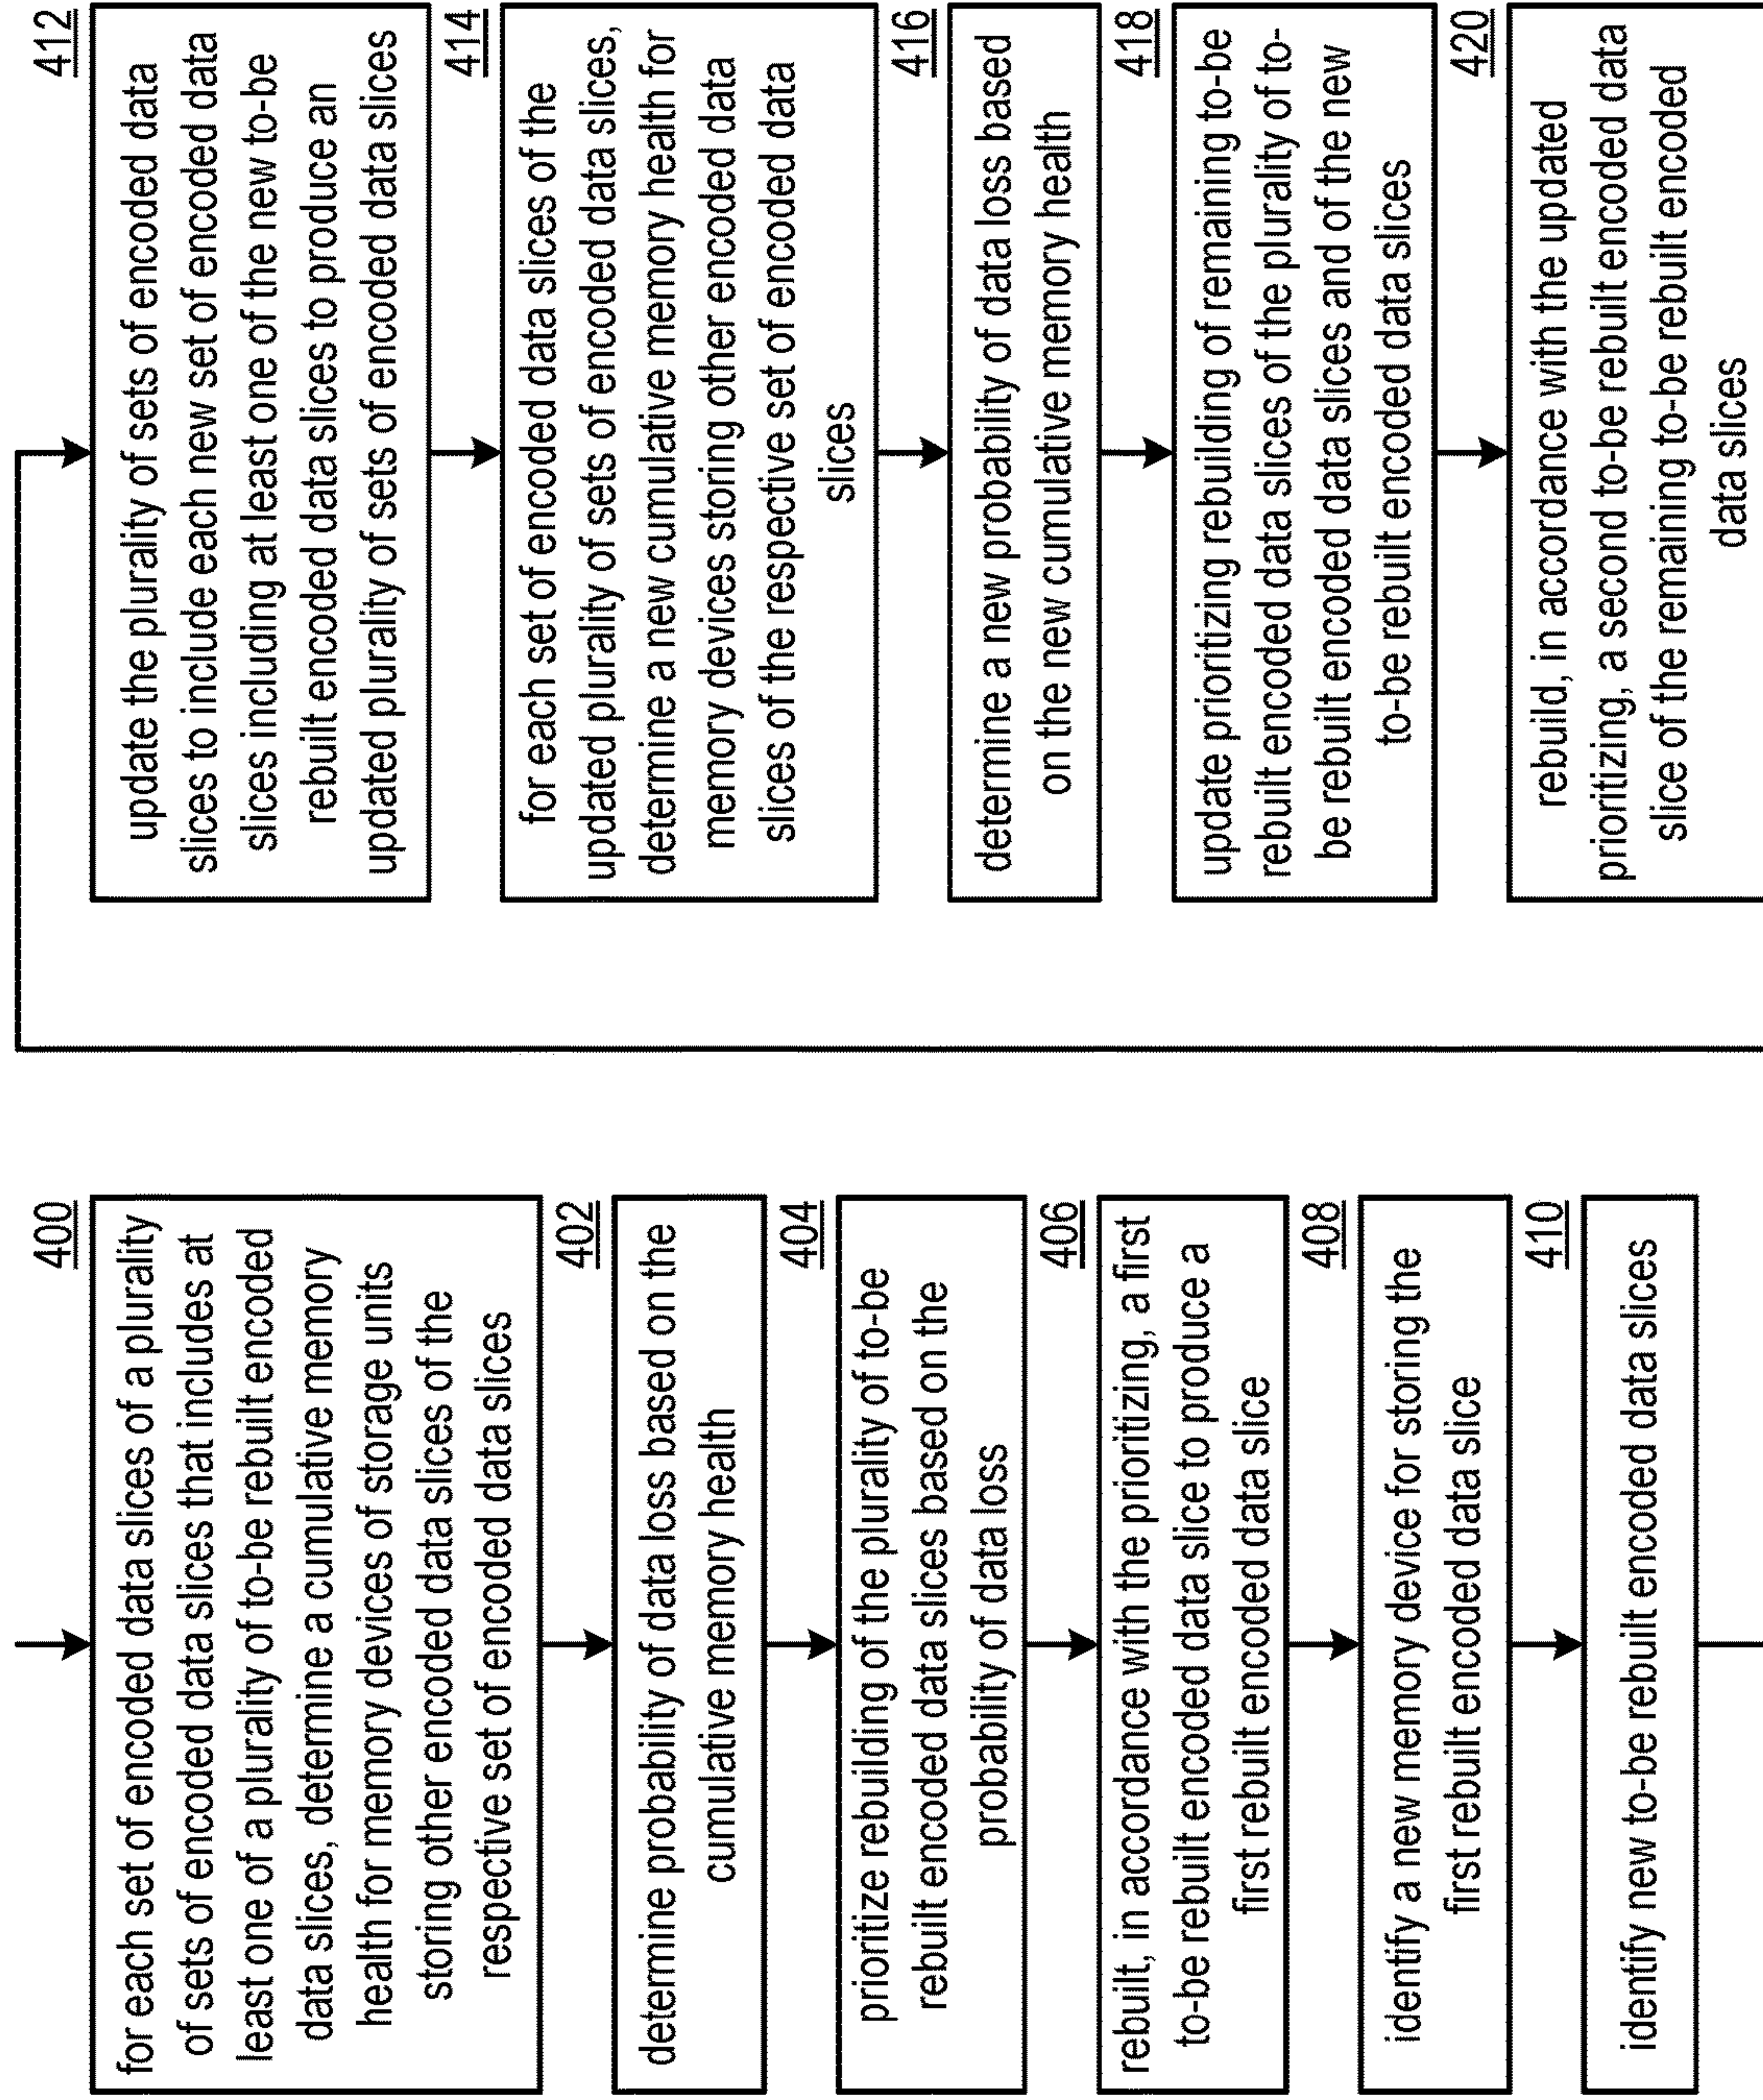 400
for each set of encoded data slices of a plurality
of sets of encoded data slices that includes at
least one of a plurality of to-be rebuilt encoded
data slices, determine a cumulative memory
health for memory devices of storage units
storing other encoded data slices of the
respective set of encoded data slices
402
determine probability of data loss based on the
cumulative memory health
404
prioritize rebuilding of the plurality of to-be
rebuilt encoded data slices based on the
probability of data loss
406
rebuilt, in accordance with the prioritizing, a first
to-be rebuilt encoded data slice to produce a
first rebuilt encoded data slice
408
identify a new memory device for storing the
first rebuilt encoded data slice
410
identify new to-be rebuilt encoded data slices
412
update the plurality of sets of encoded data
slices to include each new set of encoded data
slices including at least one of the new to-be
rebuilt encoded data slices to produce an
updated plurality of sets of encoded data slices
414
for each set of encoded data slices of the
updated plurality of sets of encoded data slices,
determine a new cumulative memory health for
memory devices storing other encoded data
slices of the respective set of encoded data
slices
416
determine a new probability of data loss based
on the new cumulative memory health
418
update prioritizing rebuilding of remaining to-be
rebuilt encoded data slices of the plurality of to-
be rebuilt encoded data slices and of the new
to-be rebuilt encoded data slices
420
rebuild, in accordance with the updated
prioritizing, a second to-be rebuilt encoded data
slice of the remaining to-be rebuilt encoded
data slices